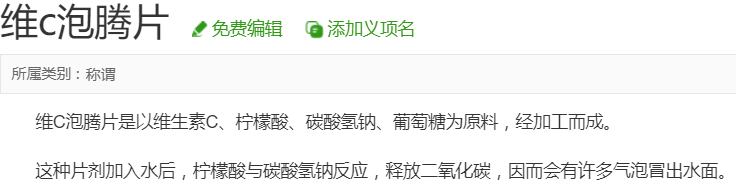 维c泡腾片 免费编辑 添加义项名
所属类别：称谓
维C泡腾片是以维生素C、柠檬酸、碳酸氢钠、葡萄糖为原料，经加工而成。
这种片剂加入水后，柠檬酸与碳酸氢钠反应，释放二氧化碳，因而会有许多气泡冒出水面。